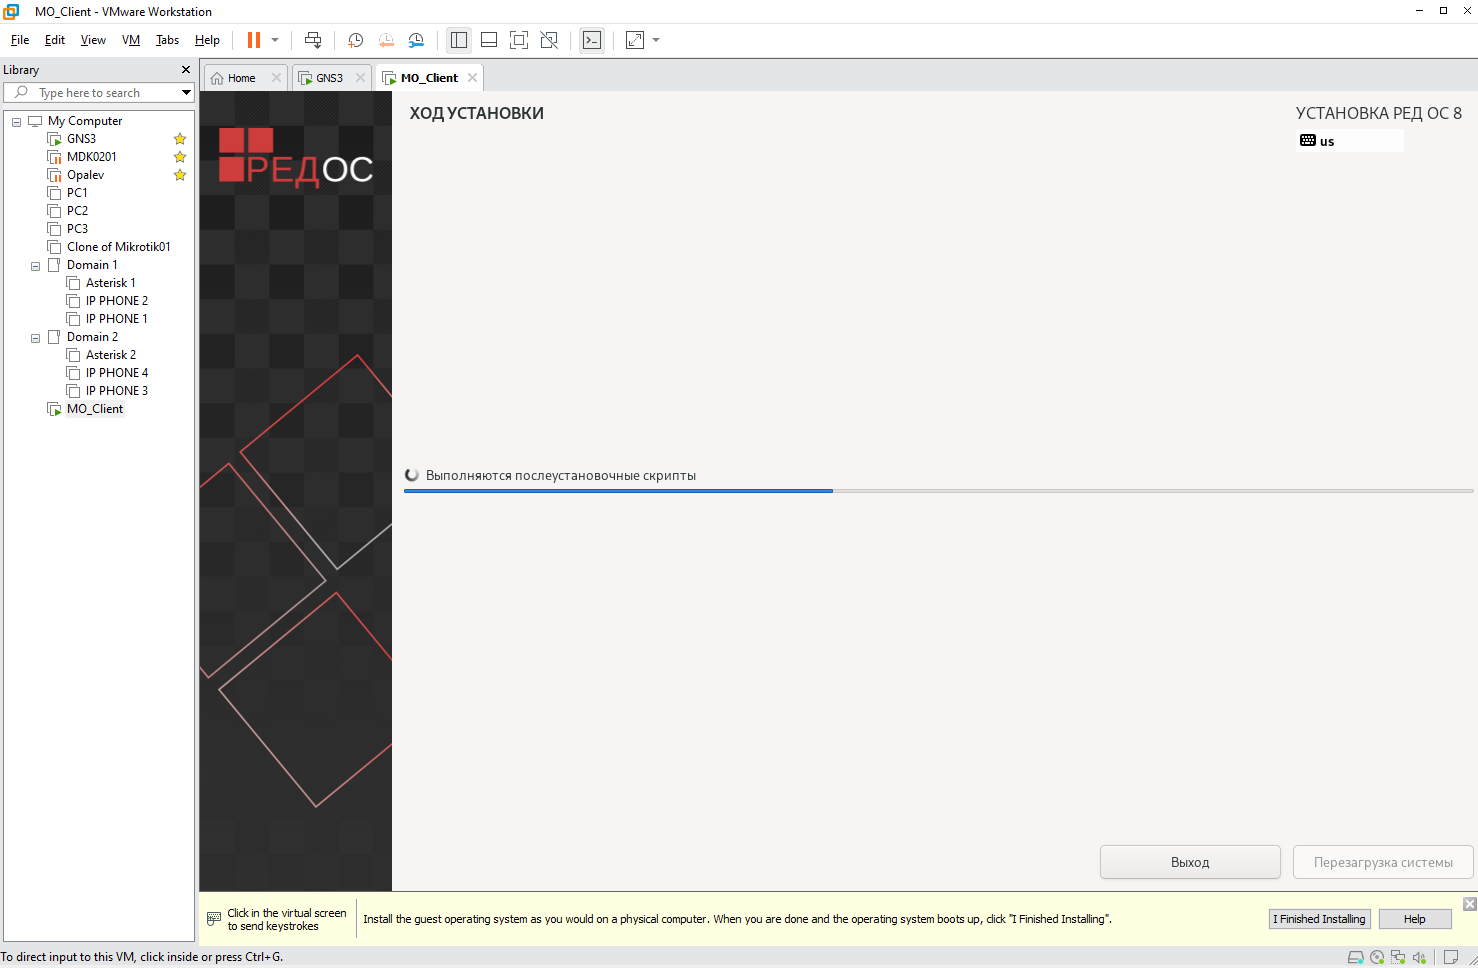 MO_Client - VMware Workstation
File Edit View VM Tabs Help
Library
Type here to search
My Computer
GNS3
MDK0201
Opalev
PC1
PC2
PC3
Clone of Mikrotik01
Domain 1
Asterisk 1
IP PHONE 2
IP PHONE 1
Domain 2
Asterisk 2
IP PHONE 4
IP PHONE 3
MO_Client
Home GNS3 MO_Client
РЕДОС
ХОД УСТАНОВКИ
УСТАНОВКА РЕД ОС 8
us
Выполняются послеустановочные скрипты
Выход Перезагрузка системы
Click in the virtual screen
to send keystrokes
Install the guest operating system as you would on a physical computer. When you are done and the operating system boots up, click "I Finished Installing".
I Finished Installing Help
To direct input to this VM, click inside or press Ctrl+G.